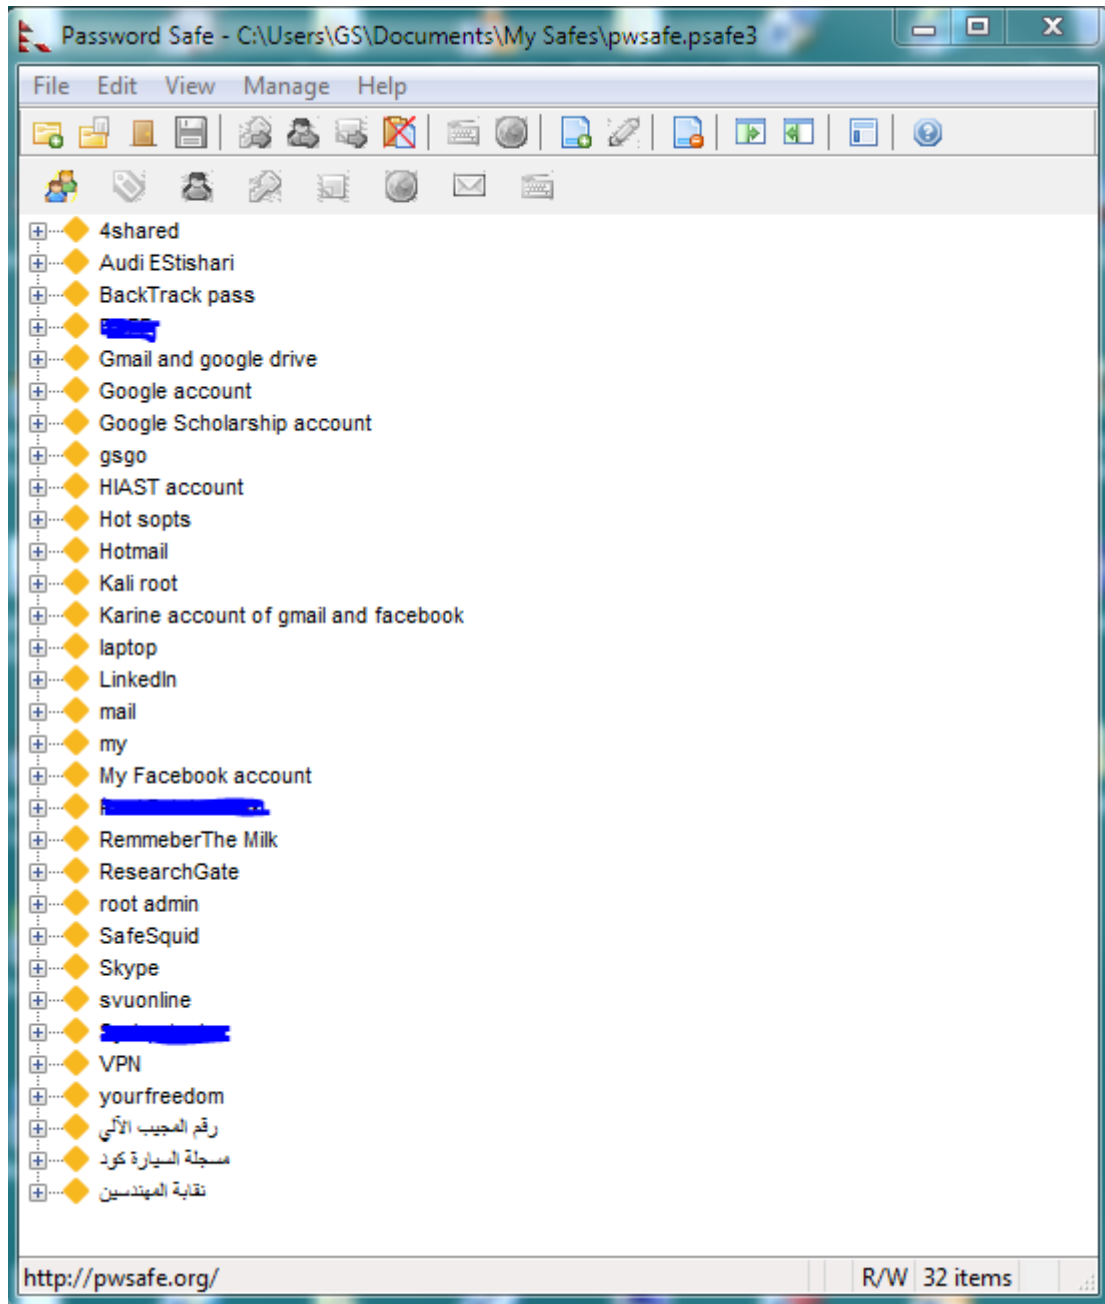 Password Safe - C:\Users\GS\Documents\My Safes\pwsafe.psafe3
File Edit View Manage Help
4shared
Audi EStishari
BackTrack pass
Gmail and google drive
Google account
Google Scholarship account
gsgo
HIAST account
Hot sopts
Hotmail
Kali root
Karine account of gmail and facebook
laptop
LinkedIn
mail
my
My Facebook account
RemmeberThe Milk
ResearchGate
root admin
SafeSquid
Skype
svuonline
VPN
yourfreedom
رقم المجيب الآلي
مسجلة السيارة كود
نقابة المهندسين
http://pwsafe.org/ R/W 32 items